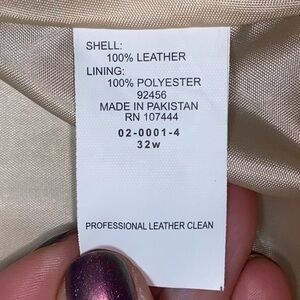 SHELL:
100% LEATHER
LINING:
100% POLYESTER
92456
MADE IN PAKISTAN
RN 107444
02-0001-4
32w
PROFESSIONAL LEATHER CLEAN